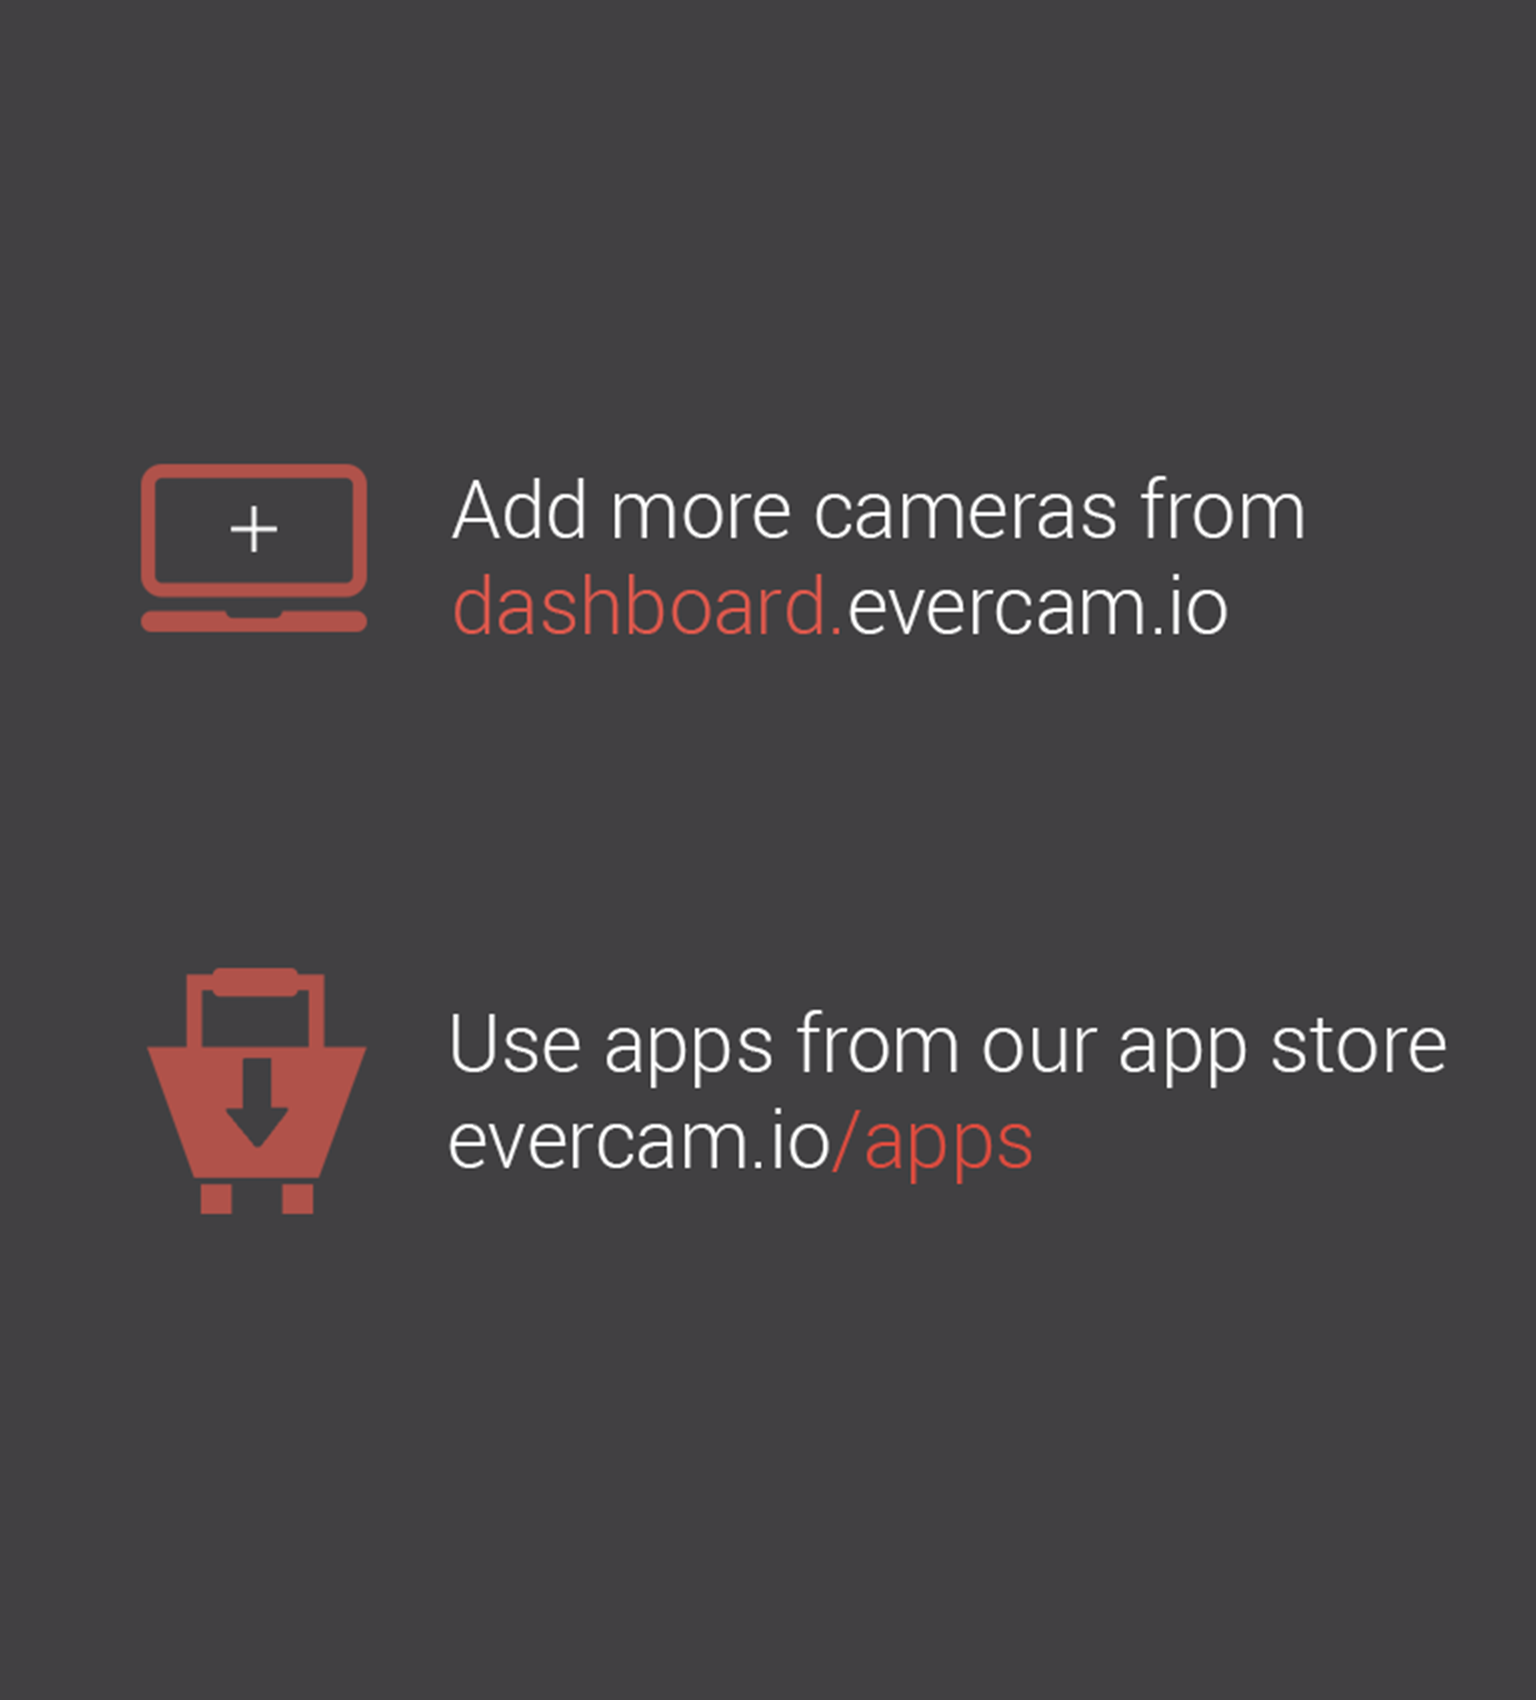 Add more cameras from
dashboard.evercam.io
Use apps from our app store
evercam.io/apps